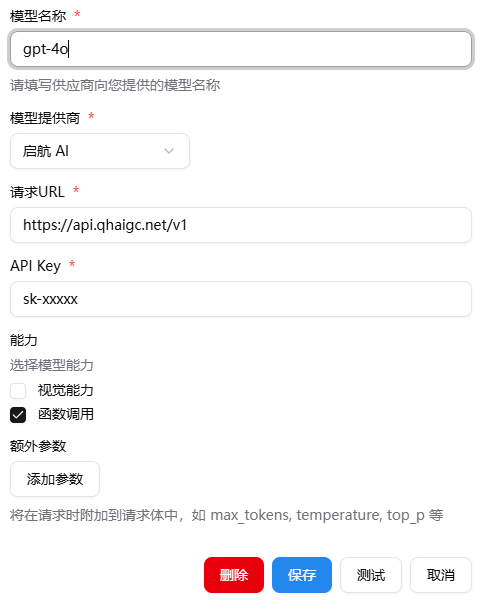 模型名称 *
gpt-4o
请填写供应商向您提供的模型名称
模型提供商 *
启航 AI
请求URL *
https://api.qhaigc.net/v1
API Key *
sk-xxxxx
能力
选择模型能力
视觉能力
函数调用
额外参数
添加参数
将在请求时附加到请求体中，如 max_tokens, temperature, top_p 等
删除 保存 测试 取消